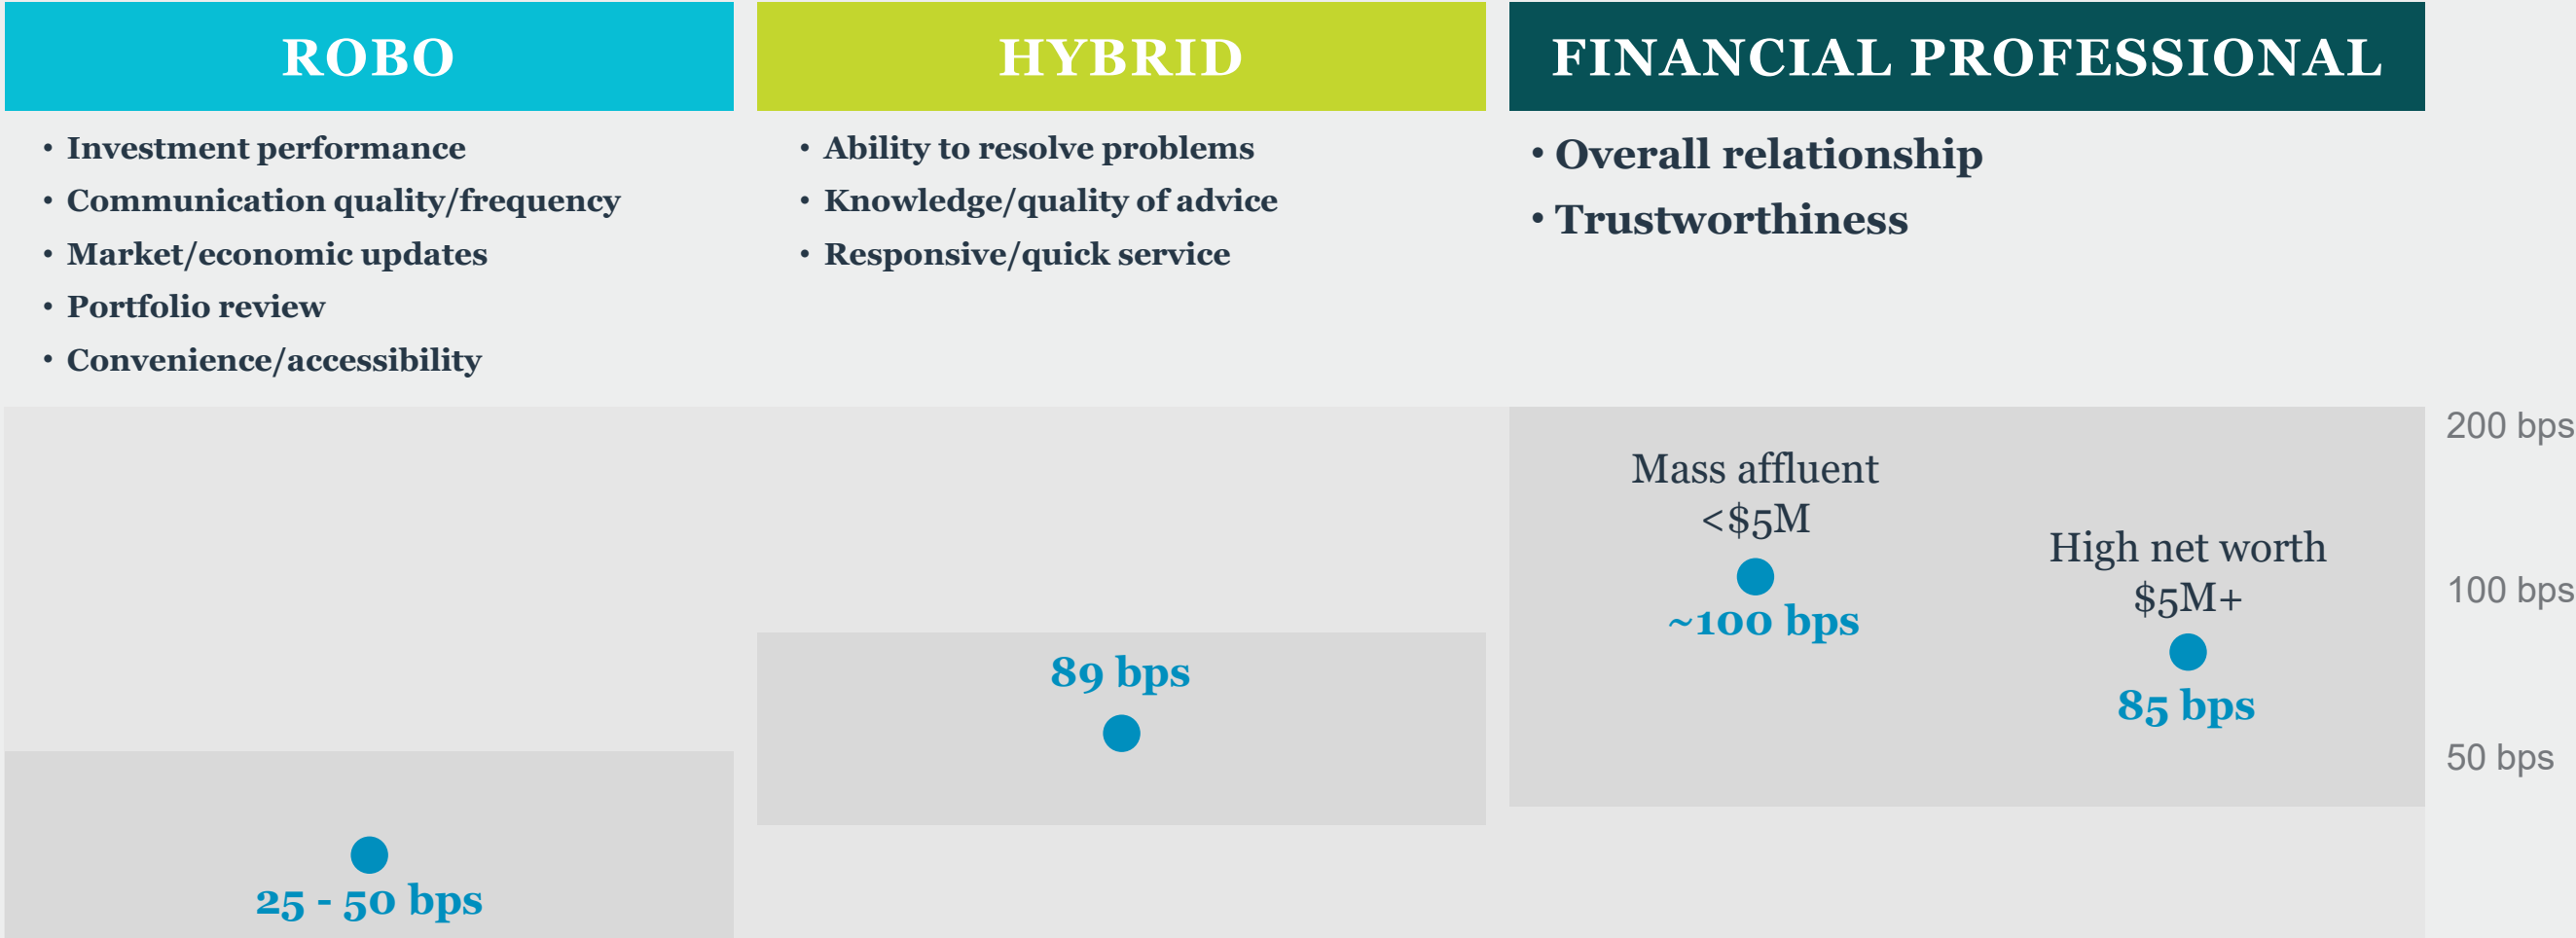 ROBO
• Investment performance
• Communication quality/frequency
• Market/economic updates
• Portfolio review
• Convenience/accessibility
HYBRID
• Ability to resolve problems
• Knowledge/quality of advice
• Responsive/quick service
FINANCIAL PROFESSIONAL
• Overall relationship
• Trustworthiness
25 - 50 bps
89 bps
Mass affluent
<$5M
~100 bps
High net worth
$5M+
85 bps
200 bps
100 bps
50 bps